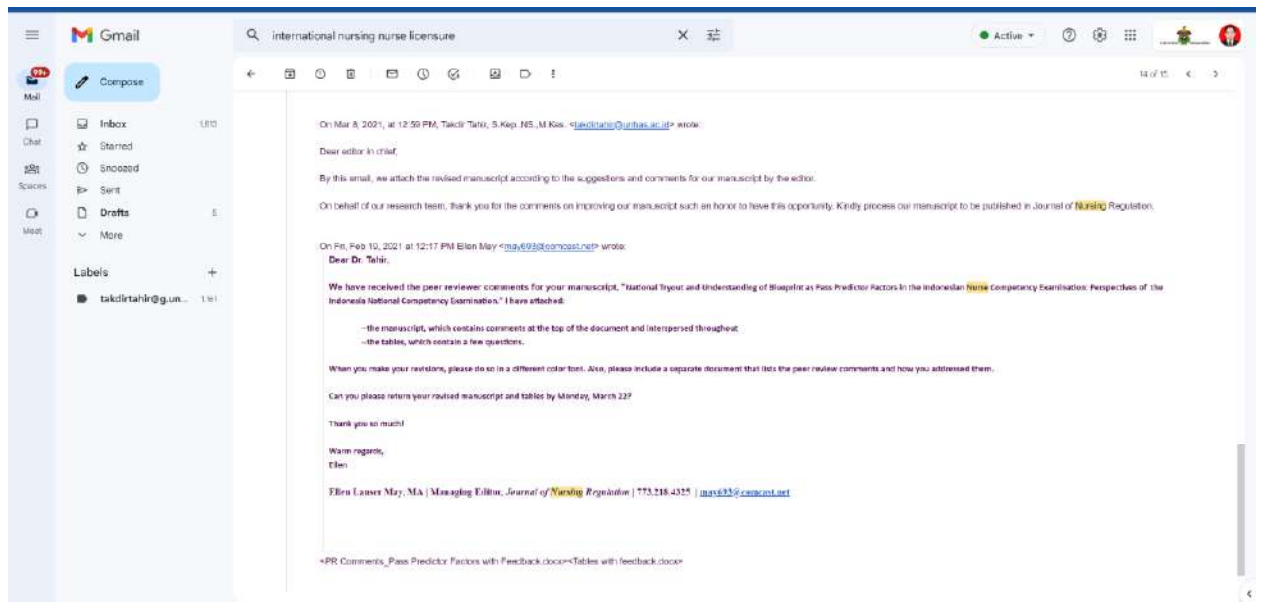 Gmail
international nursing nurse licensure
Active
99+
Mail
Compose
14 of 15
Inbox
Chat
Starred
Snoozed
Spaces
Sent
Drafts 5
Meet
More
Labels
takdirtahir@g.un...
On Mar 8, 2021, at 12:59 PM, Takdir Tahir, S.Kep.,NS.,M.Kes. <takdirtahir@unhas.ac.id> wrote:
Dear editor in chief,
By this email, we attach the revised manuscript according to the suggestions and comments for our manuscript by the editor.
On behalf of our research team, thank you for the comments on improving our manuscript such an honor to have this opportunity. Kindly process our manuscript to be published in Journal of Nursing Regulation.
On Fri, Feb 19, 2021 at 12:17 PM Ellen May <may693@comcast.net> wrote:
Dear Dr. Tahir,
We have received the peer reviewer comments for your manuscript, "National Tryout and Understanding of Blueprint as Pass Predictor Factors in the Indonesian Nurse Competency Examination: Perspectives of the
Indonesia National Competency Examination." I have attached:
--the manuscript, which contains comments at the top of the document and interspersed throughout
--the tables, which contain a few questions.
When you make your revisions, please do so in a different color font. Also, please include a separate document that lists the peer review comments and how you addressed them.
Can you please return your revised manuscript and tables by Monday, March 22?
Thank you so much!
Warm regards,
Ellen
Ellen Lauser May, MA | Managing Editor, Journal of Nursing Regulation | 773.218.4325 | may693@comcast.net
<PR Comments_Pass Predictor Factors with Feedback.docx><Tables with feedback.docx>